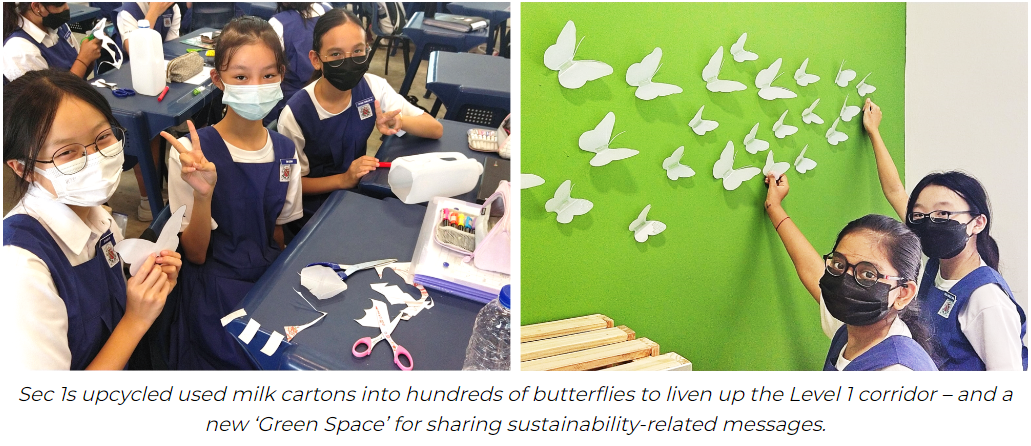 Sec 1s upcycled used milk cartons into hundreds of butterflies to liven up the Level 1 corridor – and a
new ‘Green Space’ for sharing sustainability-related messages.